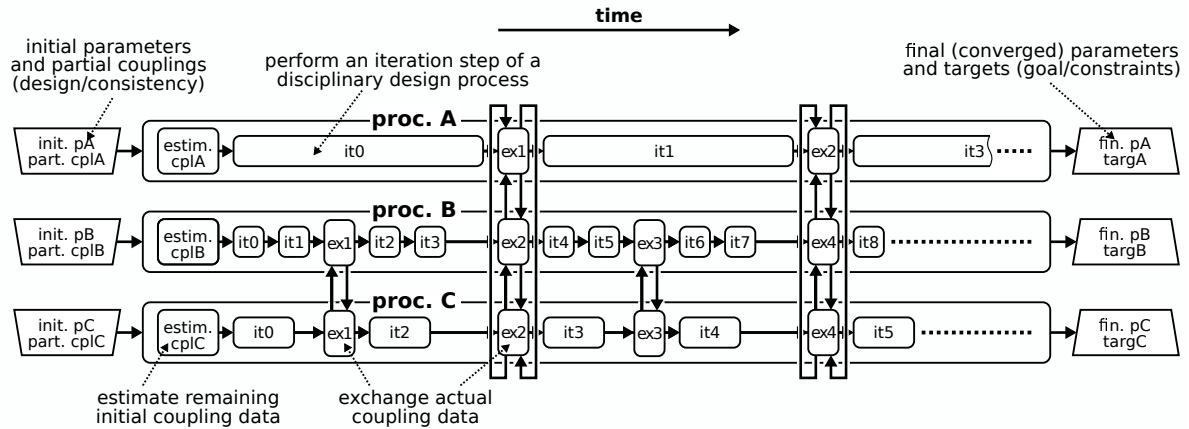 time
initial parameters
and partial couplings
(design/consistency)
perform an iteration step of a
disciplinary design process
final (converged) parameters
and targets (goal/constraints)
proc. A
init. pA
part. cplA
estim.
cplA
it0
ex1
it1
ex2
it3
fin. pA
targA
proc. B
init. pB
part. cplB
estim.
cplB
it0
it1
ex1
it2
it3
ex2
it4
it5
ex3
it6
it7
ex4
it8
fin. pB
targB
proc. C
init. pC
part. cplC
estim.
cplC
it0
ex1
it2
ex2
it3
ex3
it4
ex4
it5
fin. pC
targC
estimate remaining
initial coupling data
exchange actual
coupling data